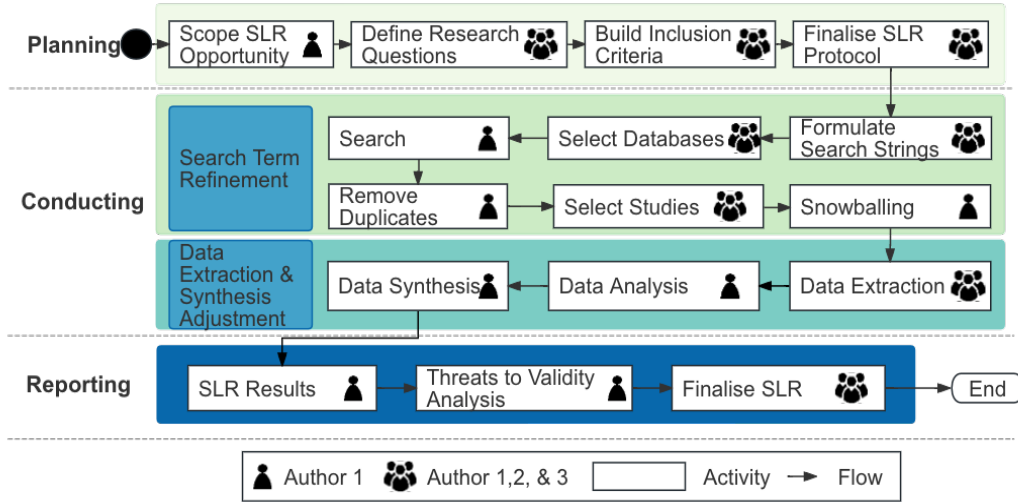 Planning
Scope SLR
Opportunity
Define Research
Questions
Build Inclusion
Criteria
Finalise SLR
Protocol
Conducting
Search Term
Refinement
Search
Select Databases
Formulate
Search Strings
Remove
Duplicates
Select Studies
Snowballing
Data
Extraction &
Synthesis
Adjustment
Data Synthesis
Data Analysis
Data Extraction
Reporting
SLR Results
Threats to Validity
Analysis
Finalise SLR
End
Author 1
Author 1,2, & 3
Activity
Flow